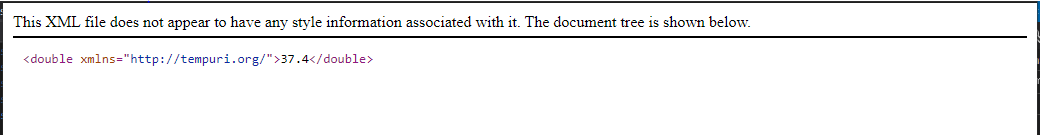 This XML file does not appear to have any style information associated with it. The document tree is shown below.
<double xmlns="http://tempuri.org/">37.4</double>